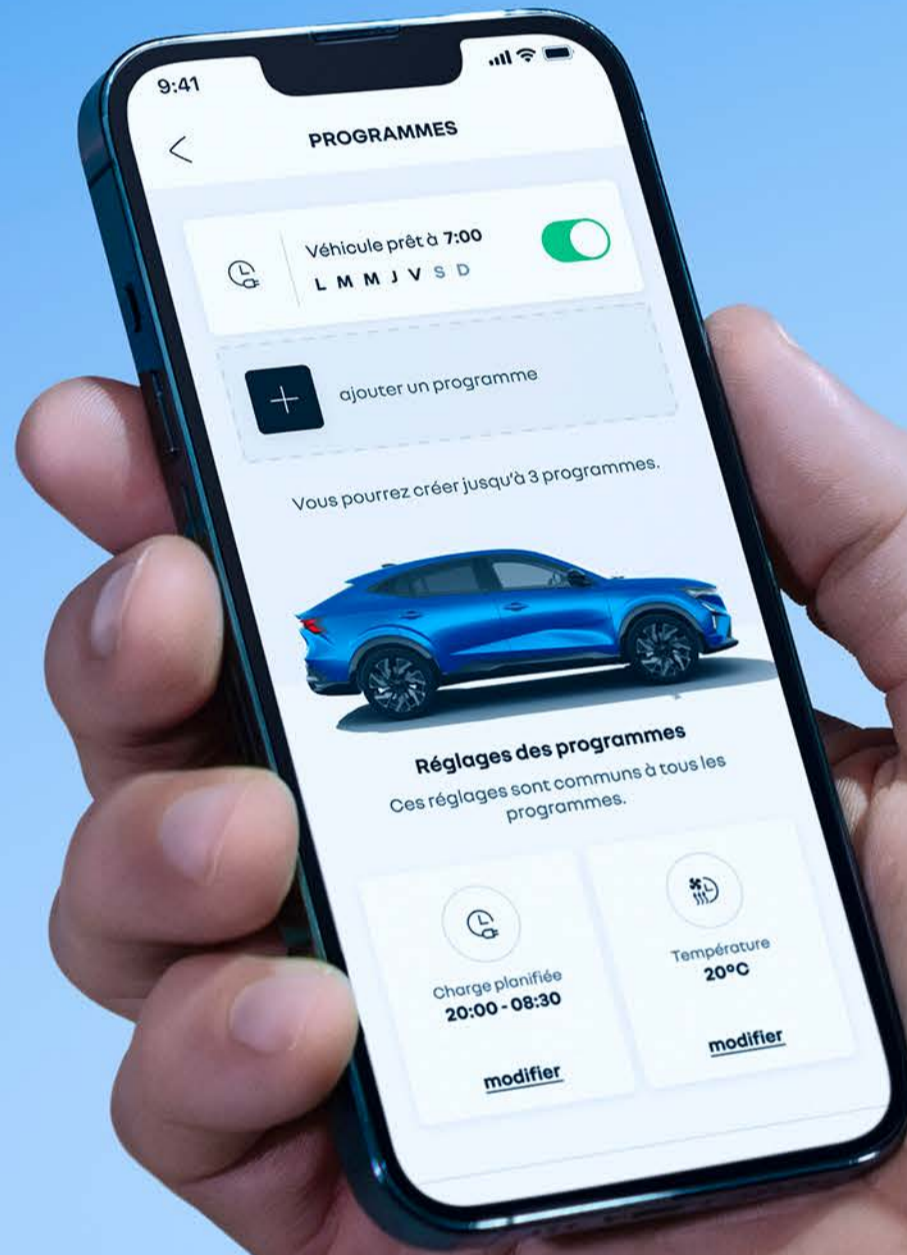 9:41
PROGRAMMES
Véhicule prêt à 7:00
L M M J V S D
ajouter un programme
Vous pourrez créer jusqu'à 3 programmes.
Réglages des programmes
Ces réglages sont communs à tous les
programmes.
Charge planifiée
20:00 - 08:30
modifier
Température
20°C
modifier